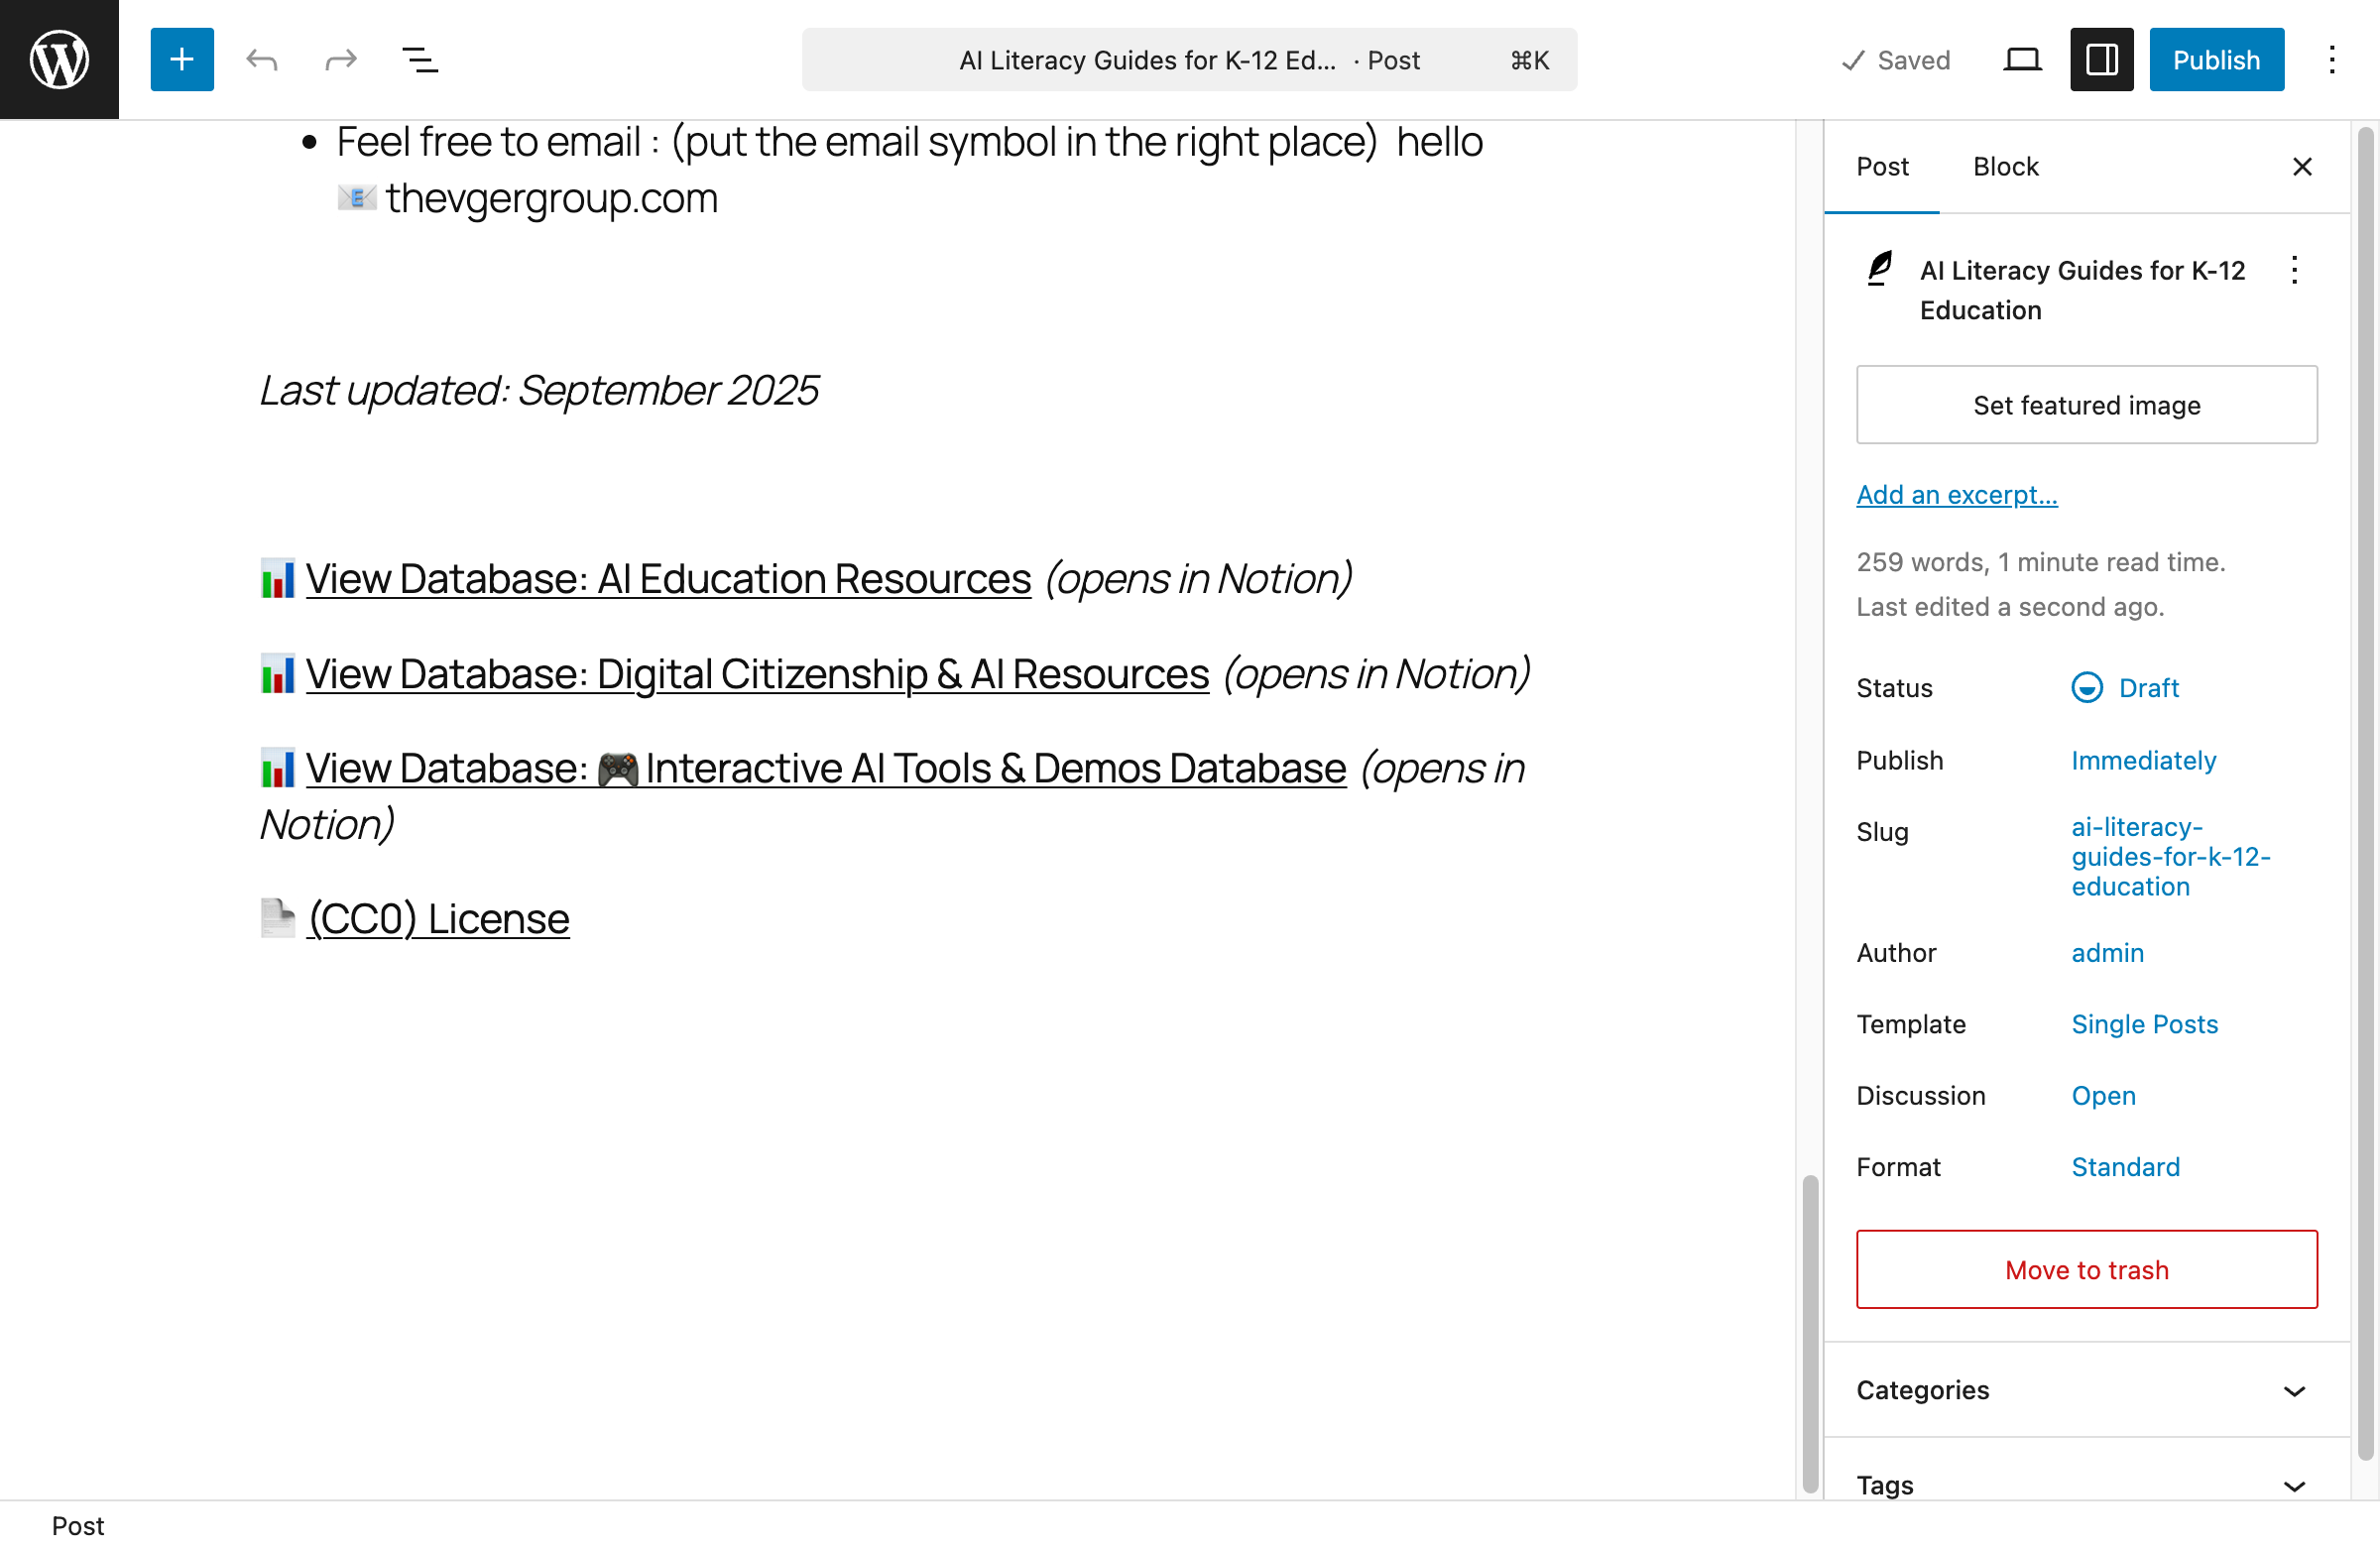 AI Literacy Guides for K-12 Ed... · Post ⌘K
Saved
Publish
• Feel free to email : (put the email symbol in the right place) hello
📧 thevgergroup.com
Last updated: September 2025
📊 View Database: AI Education Resources (opens in Notion)
📊 View Database: Digital Citizenship & AI Resources (opens in Notion)
📊 View Database: 🎮 Interactive AI Tools & Demos Database (opens in
Notion)
📄 (CC0) License
Post Block
AI Literacy Guides for K-12
Education
Set featured image
Add an excerpt...
259 words, 1 minute read time.
Last edited a second ago.
Status Draft
Publish Immediately
Slug ai-literacy-
guides-for-k-12-
education
Author admin
Template Single Posts
Discussion Open
Format Standard
Move to trash
Categories
Tags
Post